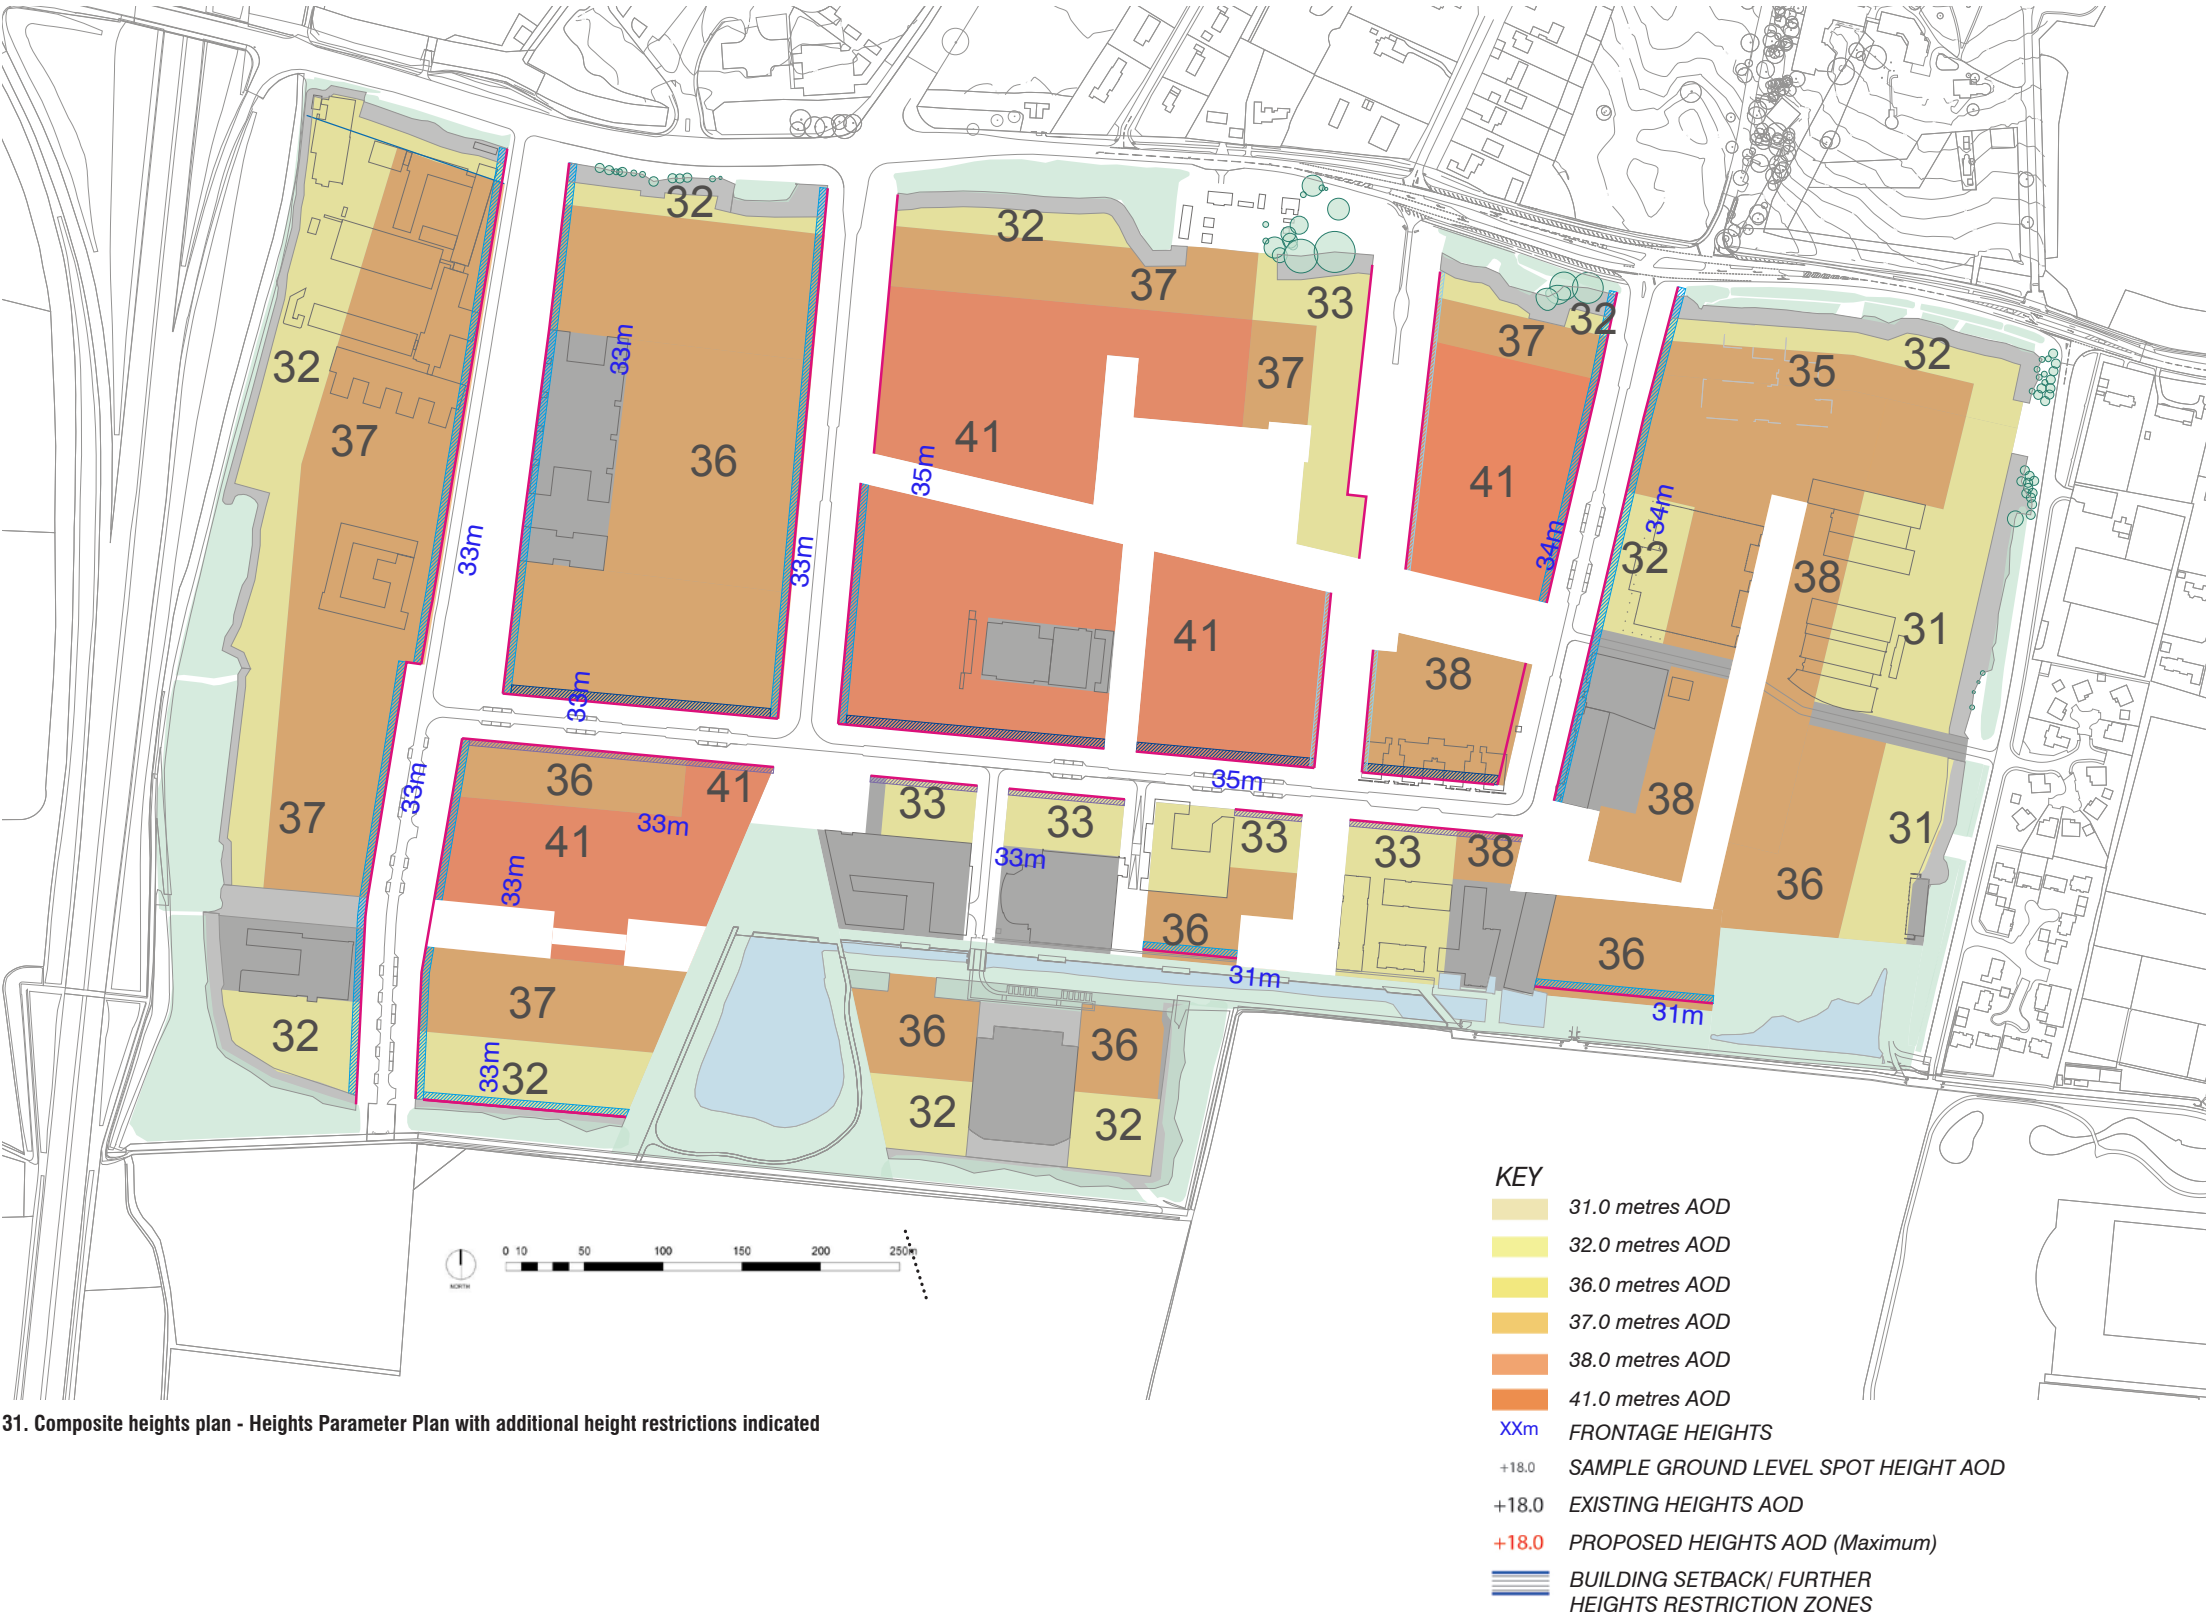 32
32
37
33
32
37
32
35
32
33m
32
37
37
41
36
35m
41
34m
34m
33m
33m
32
38
31
41
38
33m
33m
36
41
33m
41
33m
33m
35m
33
33
33
33
38
38
31
37
33m
36
36
36
31m
31m
37
36
36
32
33m
32
32
32
KEY
31.0 metres AOD
32.0 metres AOD
36.0 metres AOD
37.0 metres AOD
38.0 metres AOD
41.0 metres AOD
XXm FRONTAGE HEIGHTS
+18.0 SAMPLE GROUND LEVEL SPOT HEIGHT AOD
+18.0 EXISTING HEIGHTS AOD
+18.0 PROPOSED HEIGHTS AOD (Maximum)
BUILDING SETBACK/ FURTHER
HEIGHTS RESTRICTION ZONES
NORTH
0 10 50 100 150 200 250m
31. Composite heights plan - Heights Parameter Plan with additional height restrictions indicated